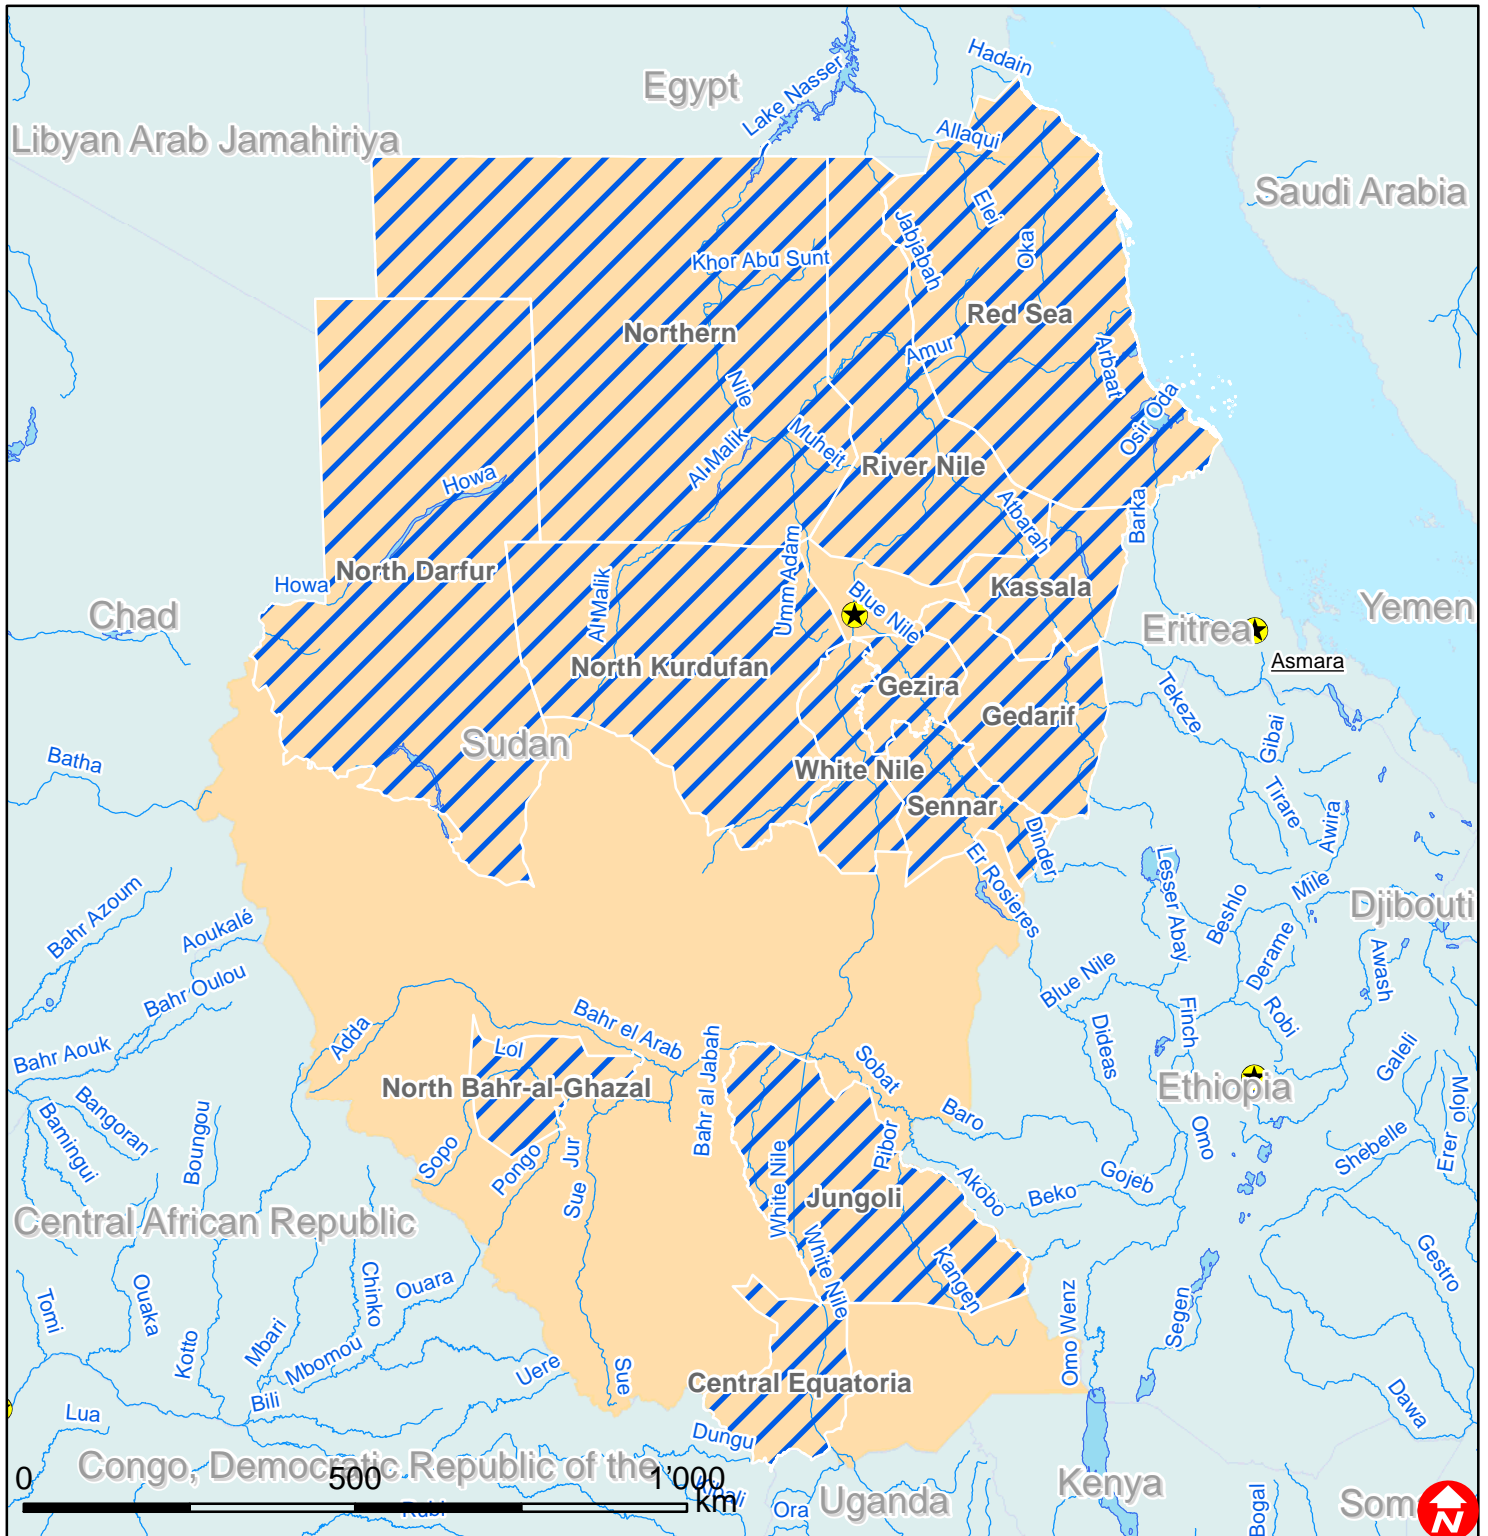 Hadain
Lake Nasser
Egypt
Allaqui
Libyan Arab Jamahiriya
Saudi Arabia
Elei
Jabjabah
Oka
Khor Abu Sunt
Red Sea
Northern
Amur
Arbaat
Nile
Osir Oda
Muheit
Al Malik
River Nile
Howa
Atbarah
Barka
Umm Adam
North Darfur
Howa
Kassala
Al Malik
Blue Nile
Chad
Yemen
Eritrea
Asmara
North Kurdufan
Gezira
Tekeze
Gedarif
Sudan
Gibai
Batha
White Nile
Sennar
Tirare
Awira
Dinder
Er Rosieres
Lesser Abay
Mile
Beshlo
Djibouti
Bahr Azoum
Aoukalé
Derame
Awash
Blue Nile
Bahr Oulou
Finch
Robi
Adda
Bahr el Arab
Bahr Aouk
Lol
Dideas
Sobat
Galeli
North Bahr-al-Ghazal
Bahr al Jabah
Ethiopia
Mojo
Bangoran
Bamingui
Boungou
Baro
Omo
Shebelle
Erer
Sopo
Jur
Pibor
Pongo
Gojeb
Akobo
Beko
Sue
White Nile
Jungoli
Central African Republic
White Nile
Kangen
Gestro
Ouara
Chinko
Ouaka
Tomi
Segen
Omo Wenz
Mbari
Kotto
Mbomou
Uere
Sue
Central Equatoria
Bili
Lua
Dawa
Dungu
Congo, Democratic Republic of the
0 500 1'000
km
Kenya
Uganda
Ora
Rubi
Bogal
N